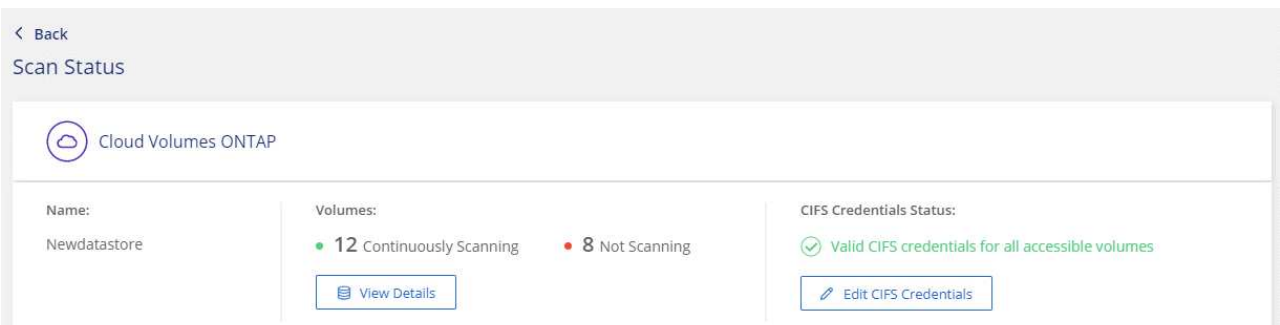 Back
Scan Status
Cloud Volumes ONTAP
Name:
Newdatastore
Volumes:
12 Continuously Scanning
8 Not Scanning
View Details
CIFS Credentials Status:
Valid CIFS credentials for all accessible volumes
Edit CIFS Credentials